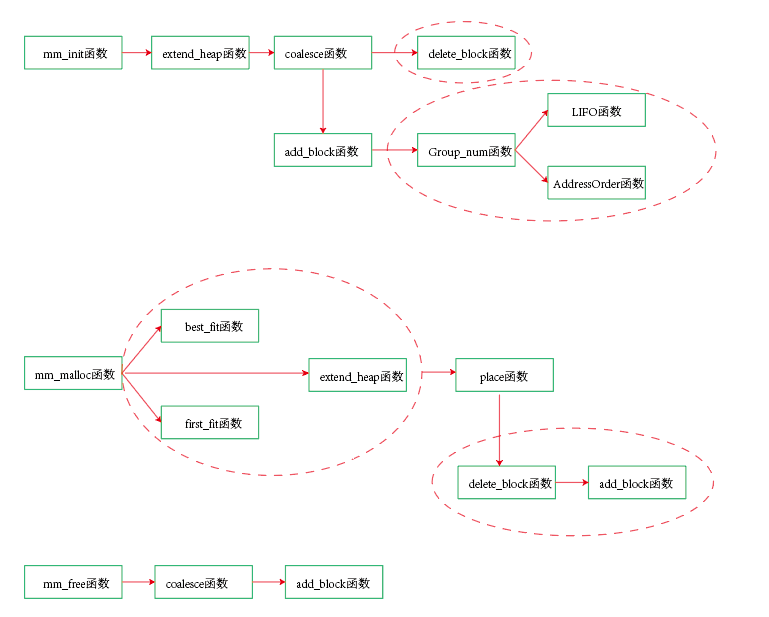 mm_init函数
extend_heap函数
coalesce函数
delete_block函数
LIFO函数
add_block函数
Group_num函数
AddressOrder函数
best_fit函数
mm_malloc函数
extend_heap函数
place函数
first_fit函数
delete_block函数
add_block函数
mm_free函数
coalesce函数
add_block函数